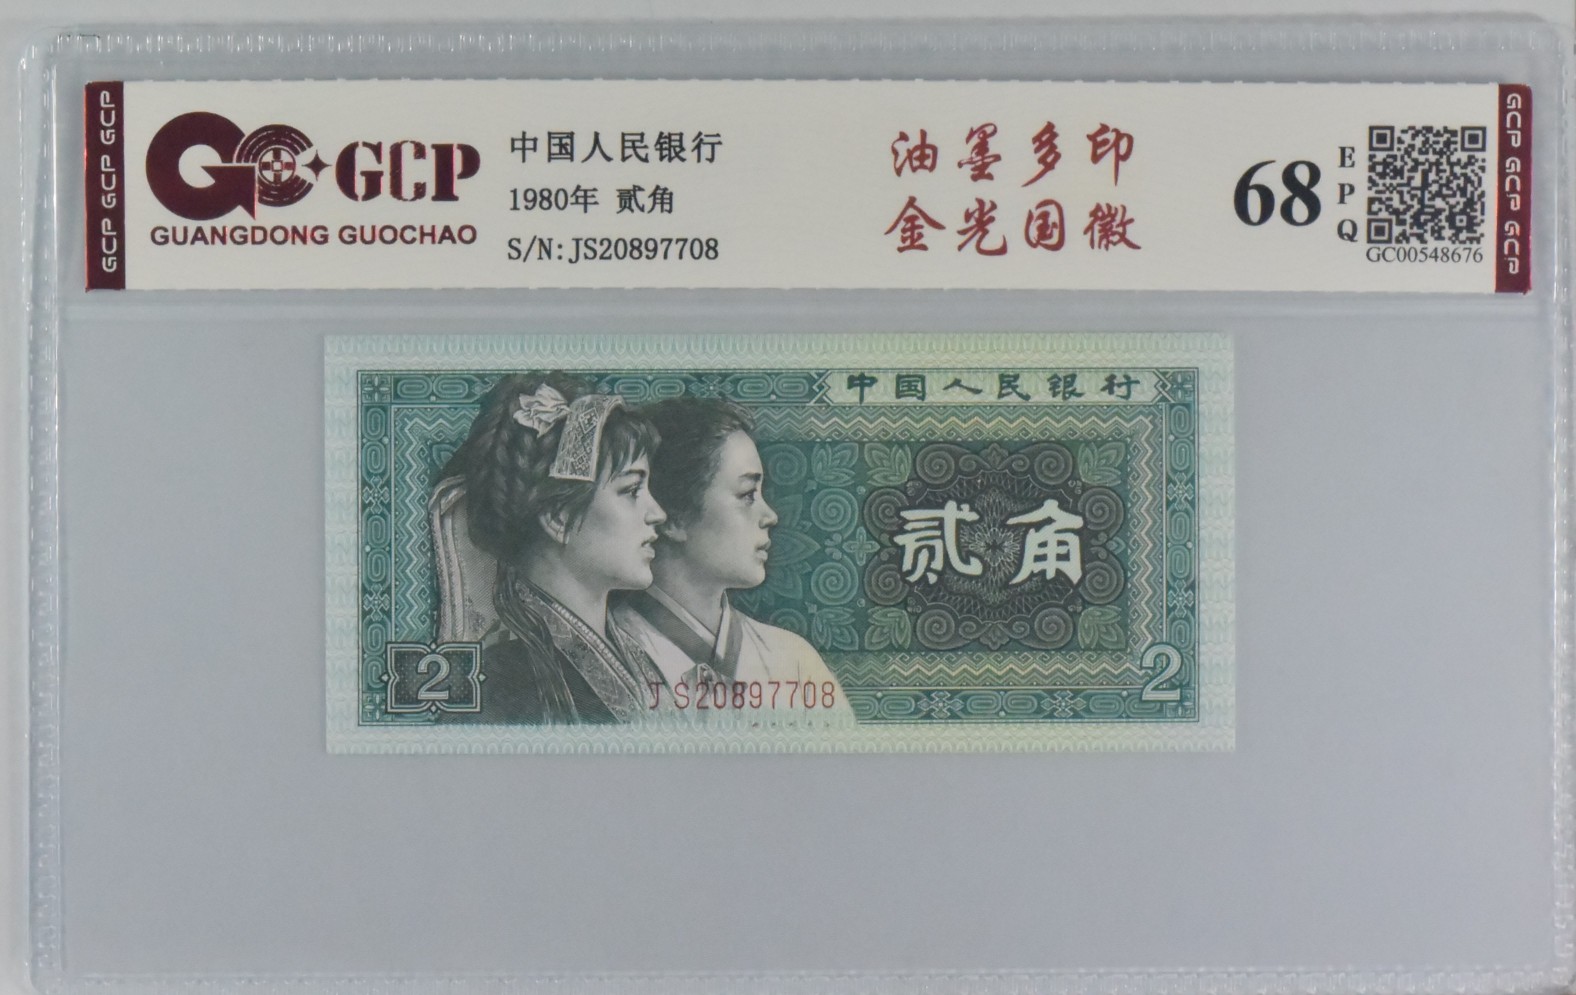 GCP GCP GCP
GCP
GUANGDONG GUOCHAO
中国人民银行
1980年 贰角
S/N:JS20897708
油墨多印
金光国徽
68
EPQ
GC00548676
GCP GCP GCP
中国人民银行
贰角
2
JS20897708
2